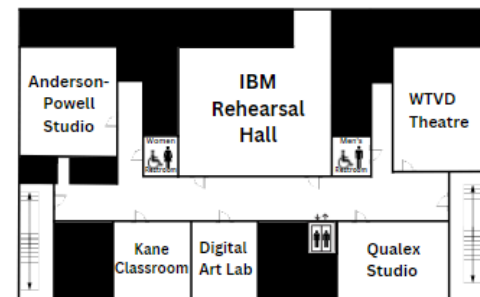 Anderson-
Powell
Studio
IBM
Rehearsal
Hall
WTVD
Theatre
Women
Restroom
Men's
Restroom
Kane
Classroom
Digital
Art Lab
Qualex
Studio